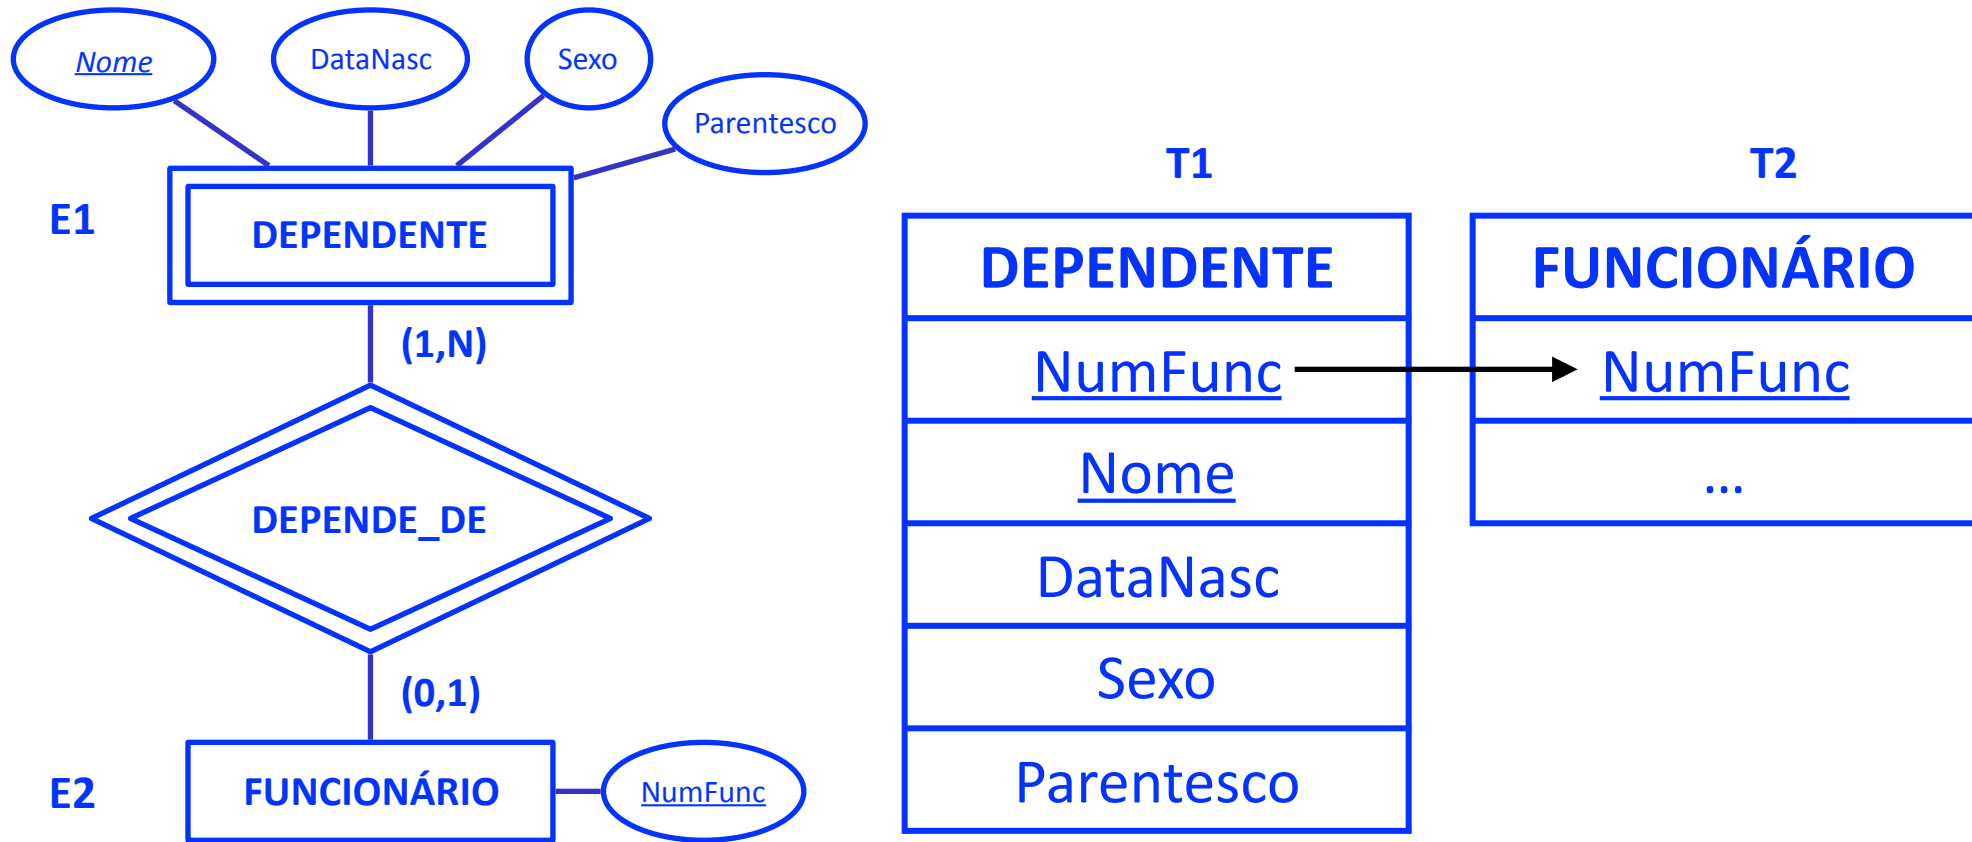 Nome
DataNasc
Sexo
Parentesco
E1
DEPENDENTE
(1,N)
DEPENDE_DE
(0,1)
E2
FUNCIONÁRIO
NumFunc
T1
DEPENDENTE
NumFunc
Nome
DataNasc
Sexo
Parentesco
T2
FUNCIONÁRIO
NumFunc
...